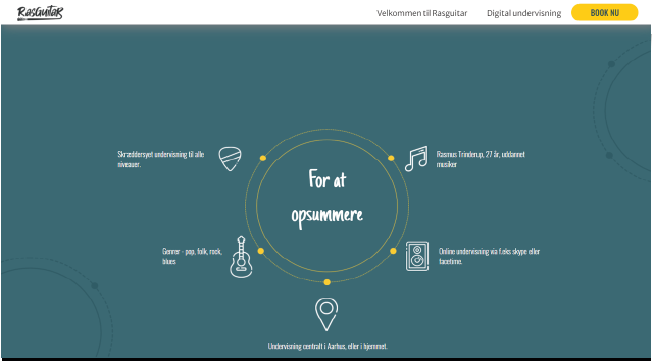 RasGuitaR
Velkommen til Rasguitar
Digital undervisning
BOOK NU
Skræddersyet undervisning til alle
niveauer.
Rasmus Trinderup, 27 år, uddannet
musiker
For at
opsummere
Genrer - pop, folk, rock,
blues
Online undervisning via f.eks skype eller
facetime.
Undervisning centralt i Aarhus, eller i hjemmet.